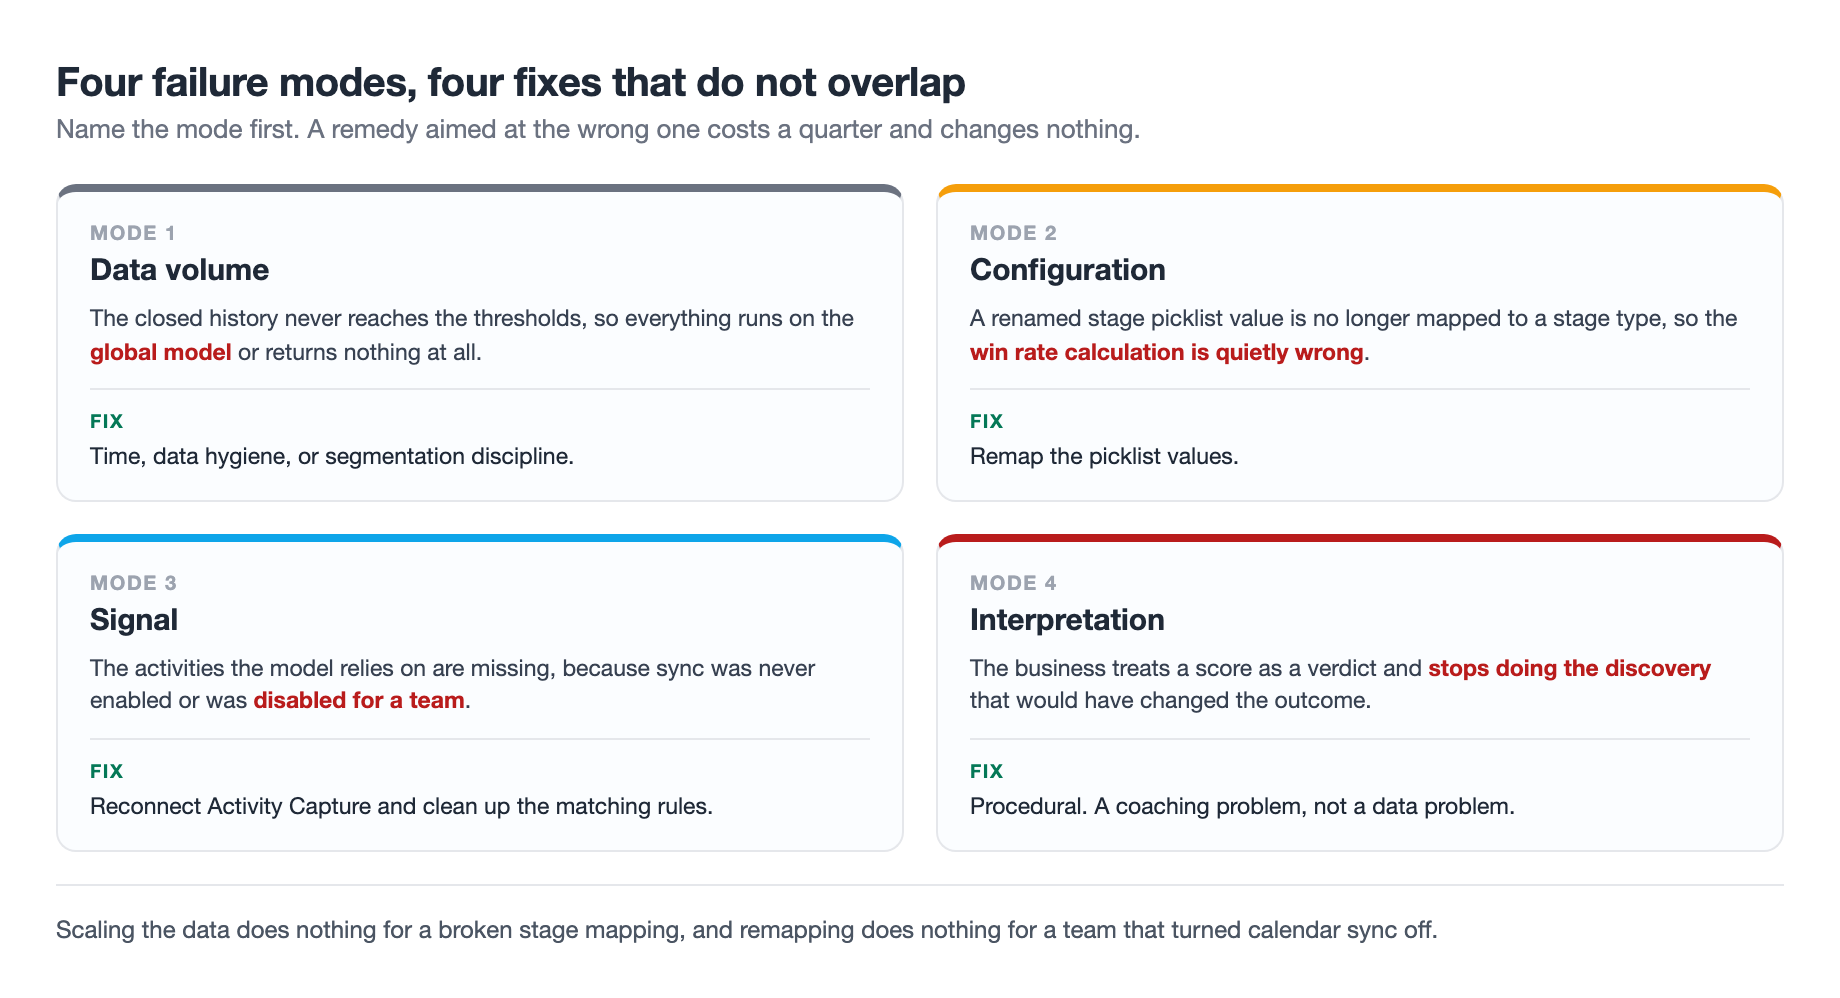 Four failure modes, four fixes that do not overlap
Name the mode first. A remedy aimed at the wrong one costs a quarter and changes nothing.
MODE 1
Data volume
The closed history never reaches the thresholds, so everything runs on the
global model or returns nothing at all.
FIX
Time, data hygiene, or segmentation discipline.
MODE 2
Configuration
A renamed stage picklist value is no longer mapped to a stage type, so the
win rate calculation is quietly wrong.
FIX
Remap the picklist values.
MODE 3
Signal
The activities the model relies on are missing, because sync was never
enabled or was disabled for a team.
FIX
Reconnect Activity Capture and clean up the matching rules.
MODE 4
Interpretation
The business treats a score as a verdict and stops doing the discovery
that would have changed the outcome.
FIX
Procedural. A coaching problem, not a data problem.
Scaling the data does nothing for a broken stage mapping, and remapping does nothing for a team that turned calendar sync off.